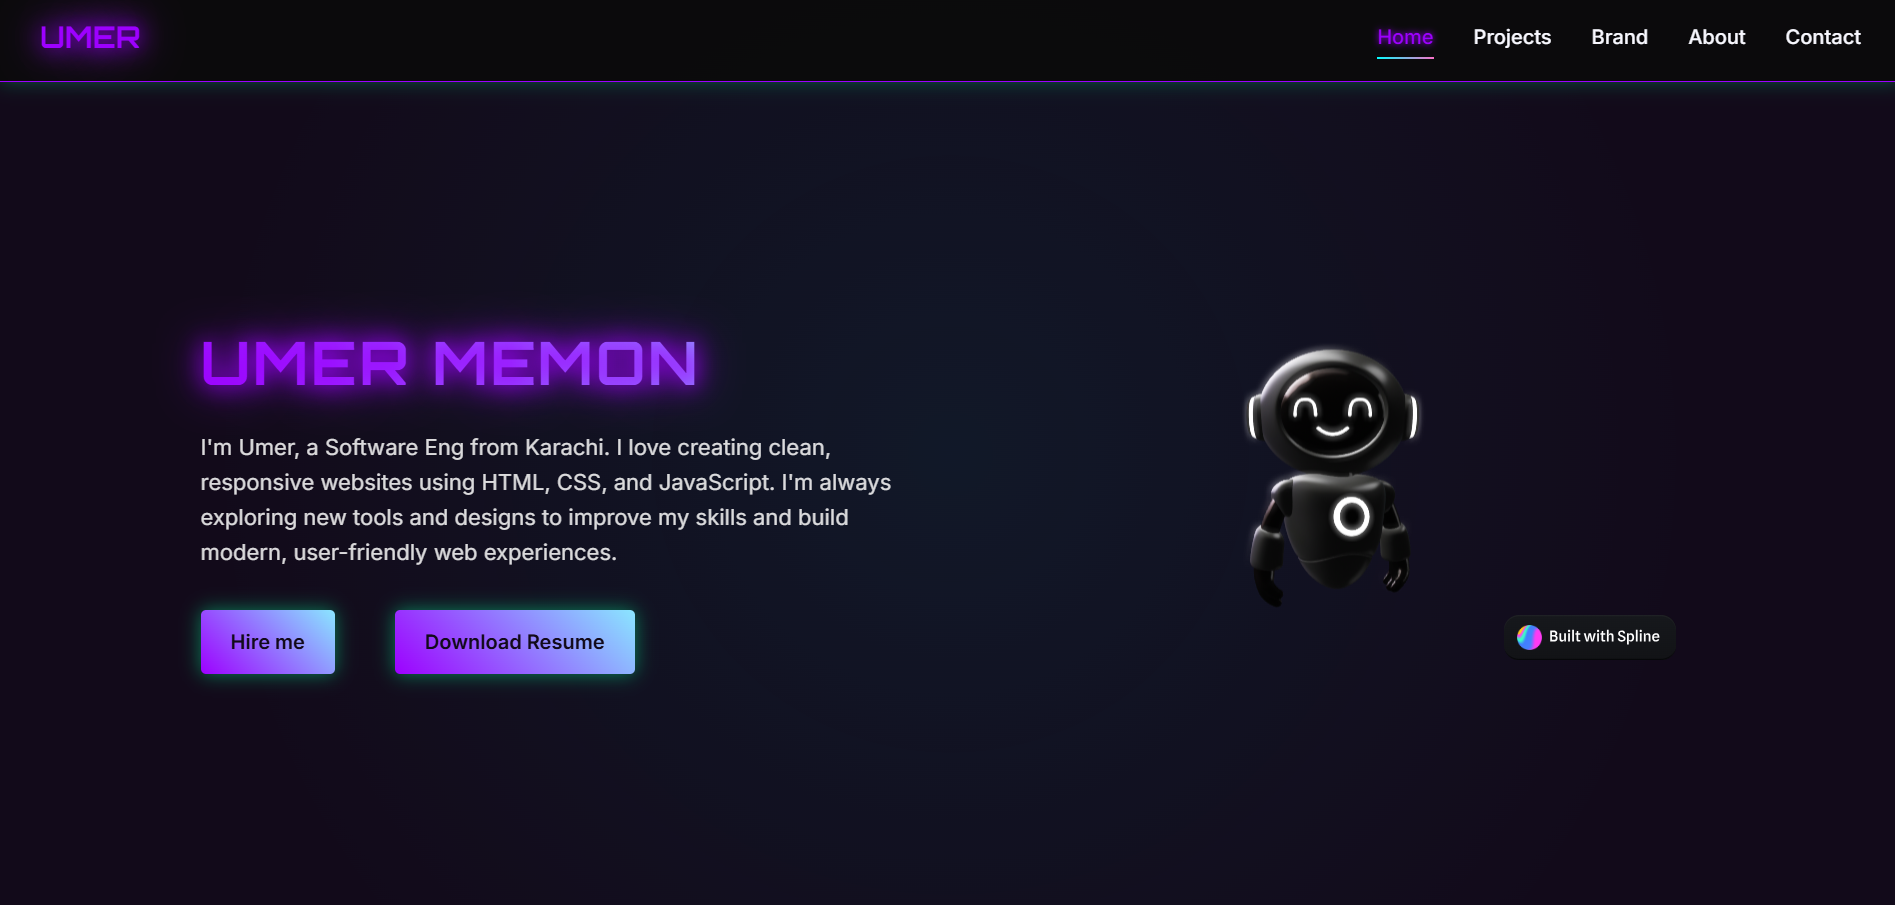 UMER
Home Projects Brand About Contact
UMER MEMON
I'm Umer, a Software Eng from Karachi. I love creating clean,
responsive websites using HTML, CSS, and JavaScript. I'm always
exploring new tools and designs to improve my skills and build
modern, user-friendly web experiences.
Hire me
Download Resume
Built with Spline